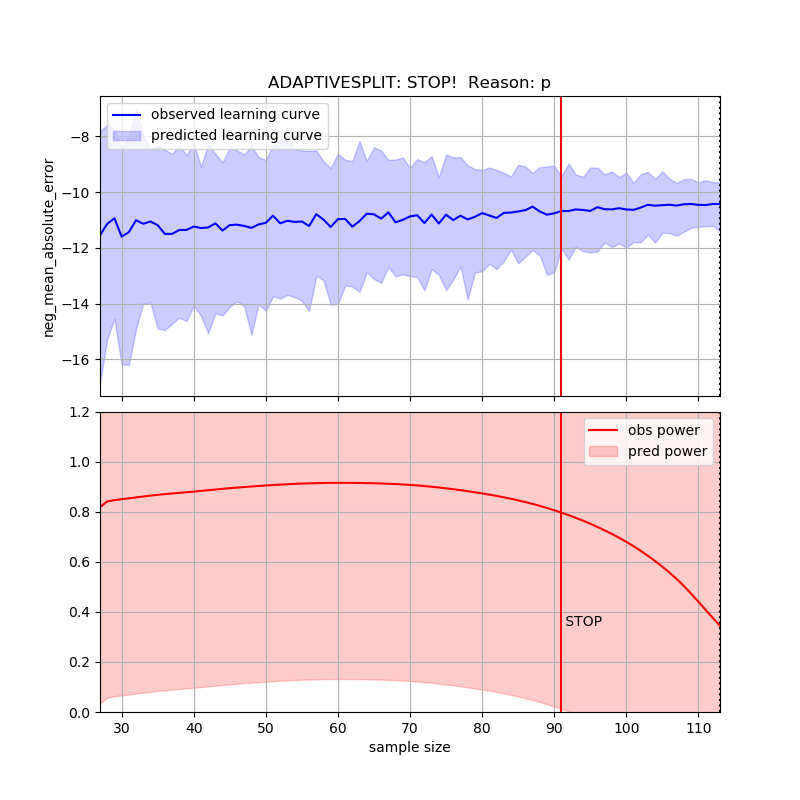 ADAPTIVESPLIT: STOP!  Reason: p
observed learning curve
predicted learning curve
neg_mean_absolute_error
−8
−10
−12
−14
−16
obs power
pred power
STOP
1.2
1.0
0.8
0.6
0.4
0.2
0.0
30 40 50 60 70 80 90 100 110
sample size